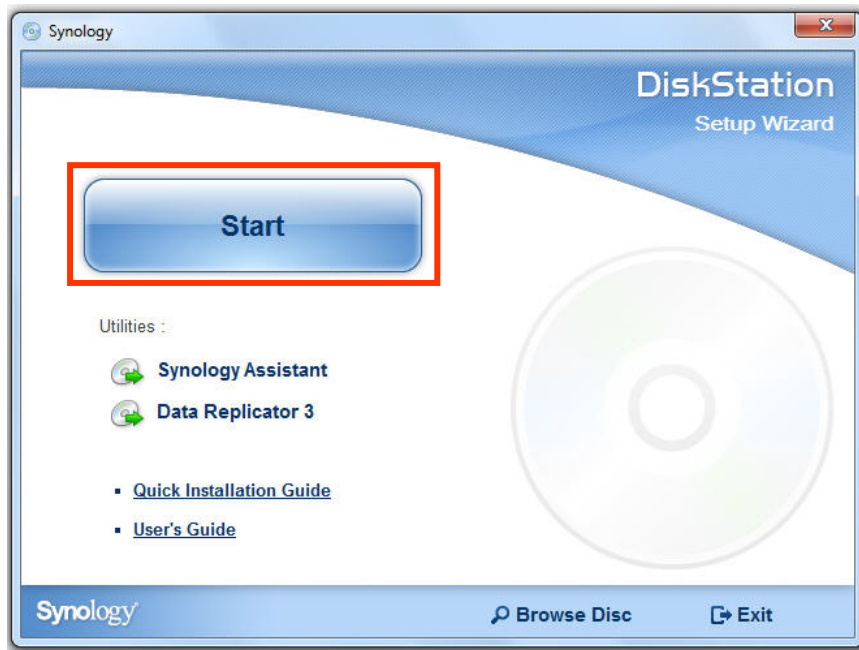 Synology
DiskStation
Setup Wizard
Start
Utilities :
Synology Assistant
Data Replicator 3
Quick Installation Guide
User's Guide
Synology
Browse Disc
Exit